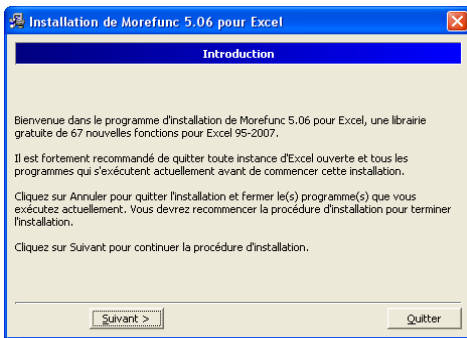 Installation de Morefunc 5.06 pour Excel
Introduction
Bienvenue dans le programme d'installation de Morefunc 5.06 pour Excel, une librairie
gratuite de 67 nouvelles fonctions pour Excel 95-2007.
Il est fortement recommandé de quitter toute instance d'Excel ouverte et tous les
programmes qui s'exécutent actuellement avant de commencer cette installation.
Cliquez sur Annuler pour quitter l'installation et fermer le(s) programme(s) que vous
exécutez actuellement. Vous devrez recommencer la procédure d'installation pour terminer
l'installation.
Cliquez sur Suivant pour continuer la procédure d'installation.
Suivant >
Quitter